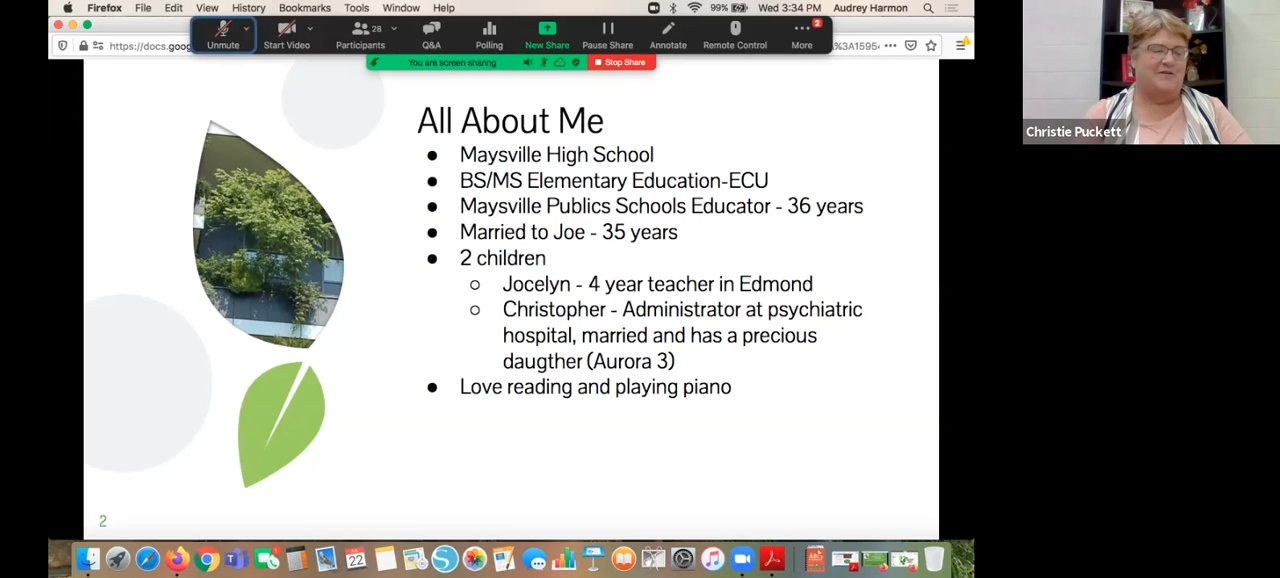 Firefox File Edit View History Bookmarks Tools Window Help 99% Wed 3:34 PM Audrey Harmon
https://docs.goog
Unmute Start Video Participants 28 Q&A Polling New Share Pause Share Annotate Remote Control More 2
%3A1595
You are screen sharing Stop Share
Christie Puckett
All About Me
● Maysville High School
● BS/MS Elementary Education-ECU
● Maysville Publics Schools Educator - 36 years
● Married to Joe - 35 years
● 2 children
○ Jocelyn - 4 year teacher in Edmond
○ Christopher - Administrator at psychiatric
hospital, married and has a precious
daugther (Aurora 3)
● Love reading and playing piano
2
22